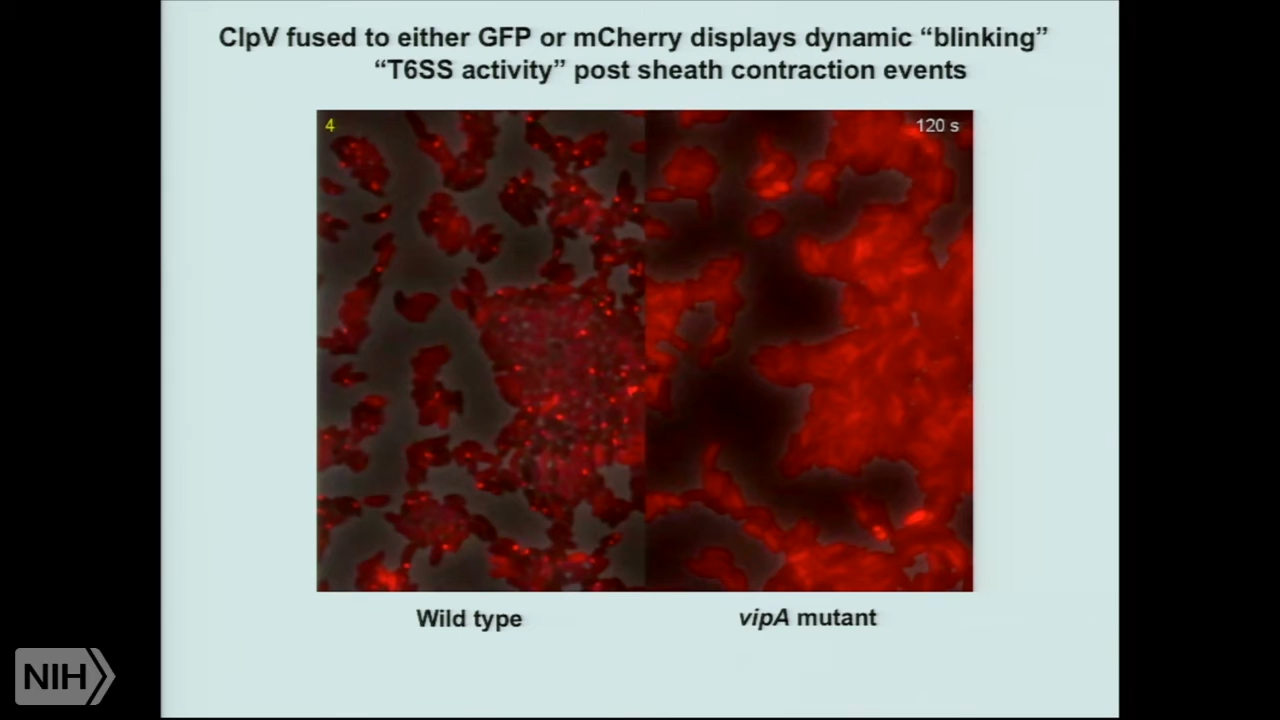 ClpV fused to either GFP or mCherry displays dynamic “blinking”
“T6SS activity” post sheath contraction events
4
120 s
Wild type
vipA mutant
NIH